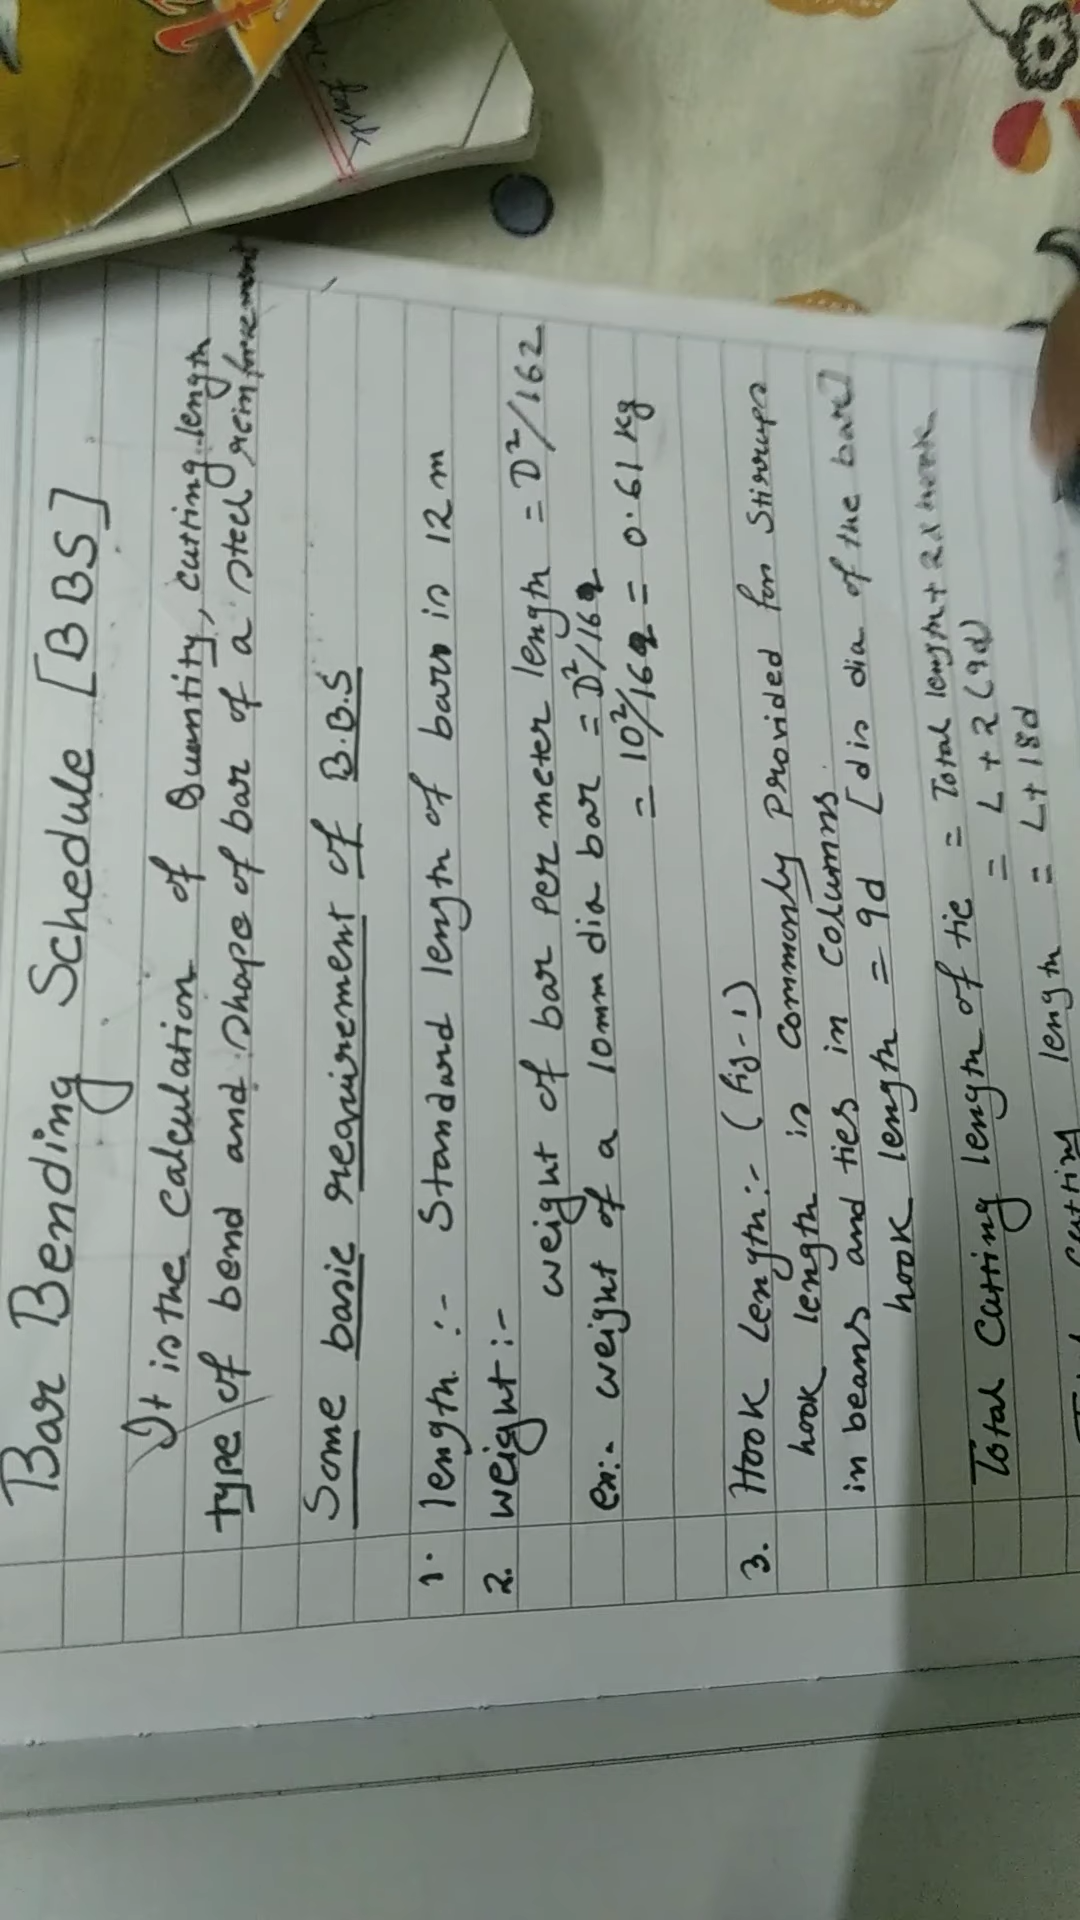 Bar Bending Schedule [BBS]
It is the calculation of Quantity, cutting length
type of bend and shape of bar of a steel reinforcement
Some basic requirement of B.B.S
1. length :- Standard length of bars is 12 m
2. weight :-
weight of bar per meter length = D²/162
ex:- weight of a 10mm dia bar = D²/162
= 10²/162 = 0.61 kg
3. Hook Length:- (fig-1)
hook length is commonly provided for Stirrups
in beams and ties in columns.
hook length = 9d [d is dia of the bar]
Total Cutting length of tie = Total length + 2 x hook
= L + 2(9d)
length = L + 18d
cutting